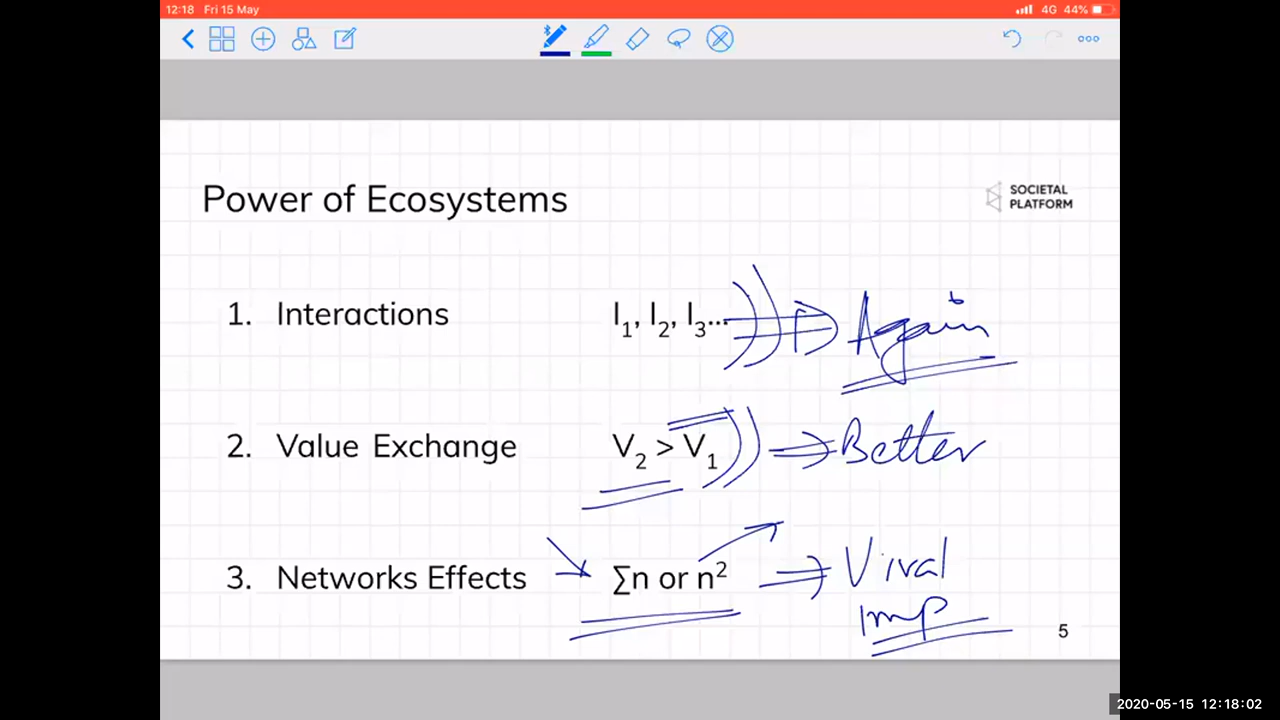 12:18 Fri 15 May 4G 44%
Power of Ecosystems
SOCIETAL
PLATFORM
1. Interactions I₁, I₂, I₃... Again
2. Value Exchange V₂ > V₁ Better
3. Networks Effects ∑n or n² Viral
Imp
5
2020-05-15 12:18:02